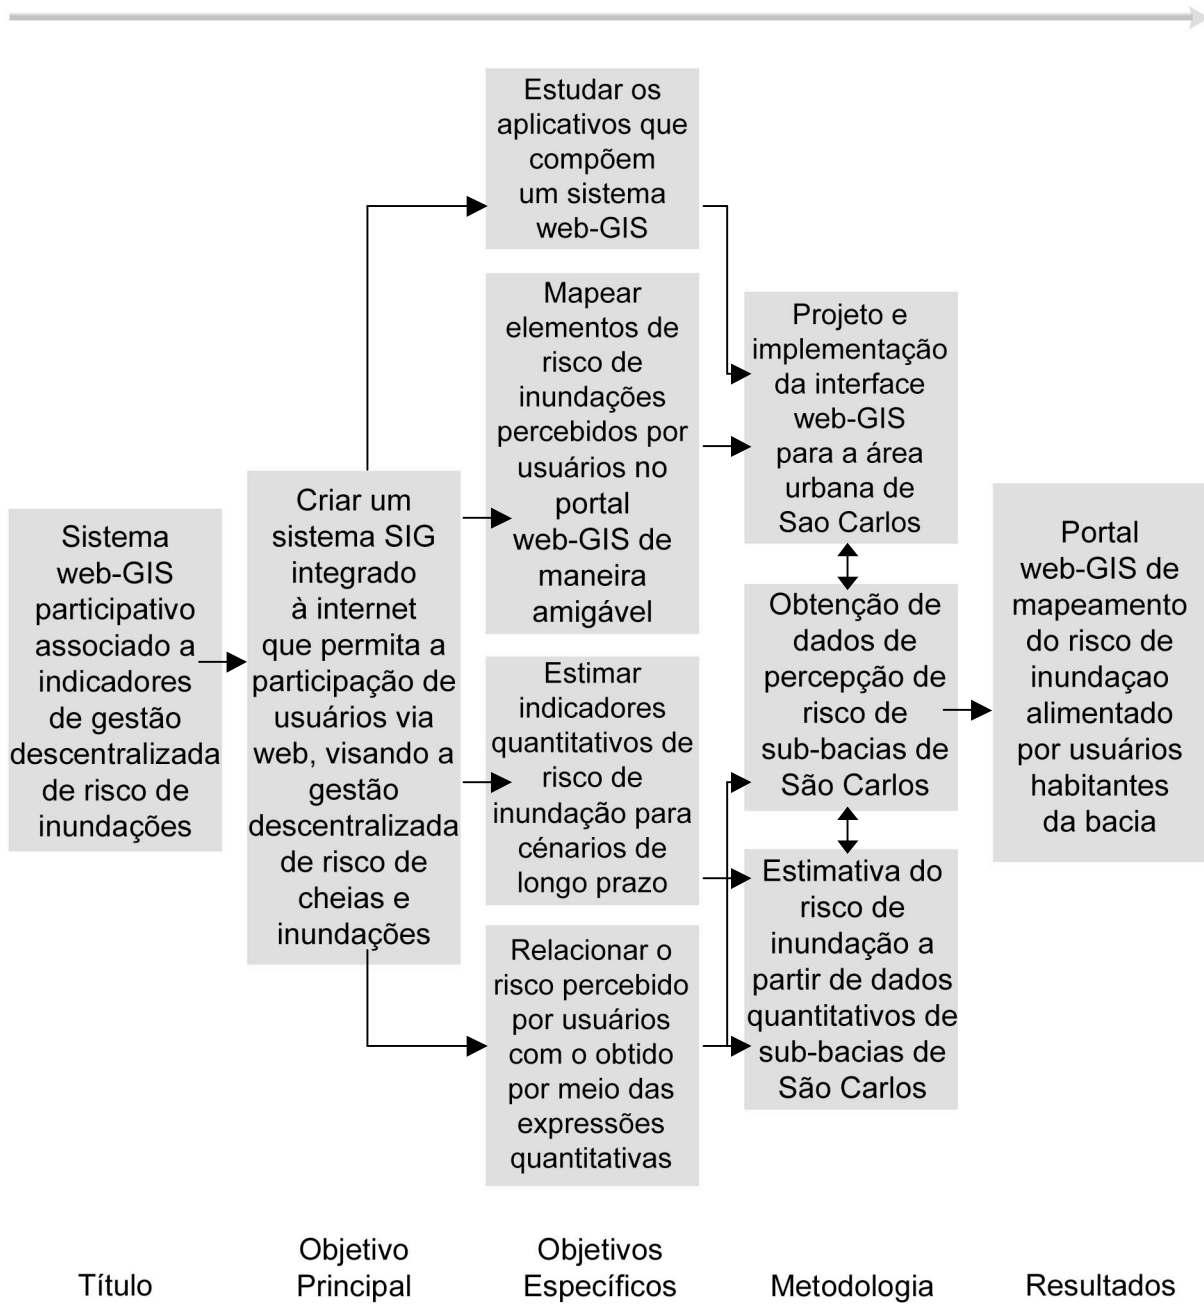 Sistema
web-GIS
participativo
associado a
indicadores
de gestão
descentralizada
de risco de
inundações
Criar um
sistema SIG
integrado
à internet
que permita a
participação de
usuários via
web, visando a
gestão
descentralizada
de risco de
cheias e
inundações
Estudar os
aplicativos que
compõem
um sistema
web-GIS
Mapear
elementos de
risco de
inundações
percebidos por
usuários no
portal
web-GIS de
maneira
amigável
Estimar
indicadores
quantitativos de
risco de
inundação para
cénarios de
longo prazo
Relacionar o
risco percebido
por usuários
com o obtido
por meio das
expressões
quantitativas
Projeto e
implementação
da interface
web-GIS
para a área
urbana de
Sao Carlos
Obtenção de
dados de
percepção de
risco de
sub-bacias de
São Carlos
Estimativa do
risco de
inundação a
partir de dados
quantitativos de
sub-bacias de
São Carlos
Portal
web-GIS de
mapeamento
do risco de
inundaçao
alimentado
por usuários
habitantes
da bacia
Título
Objetivo
Principal
Objetivos
Específicos
Metodologia
Resultados